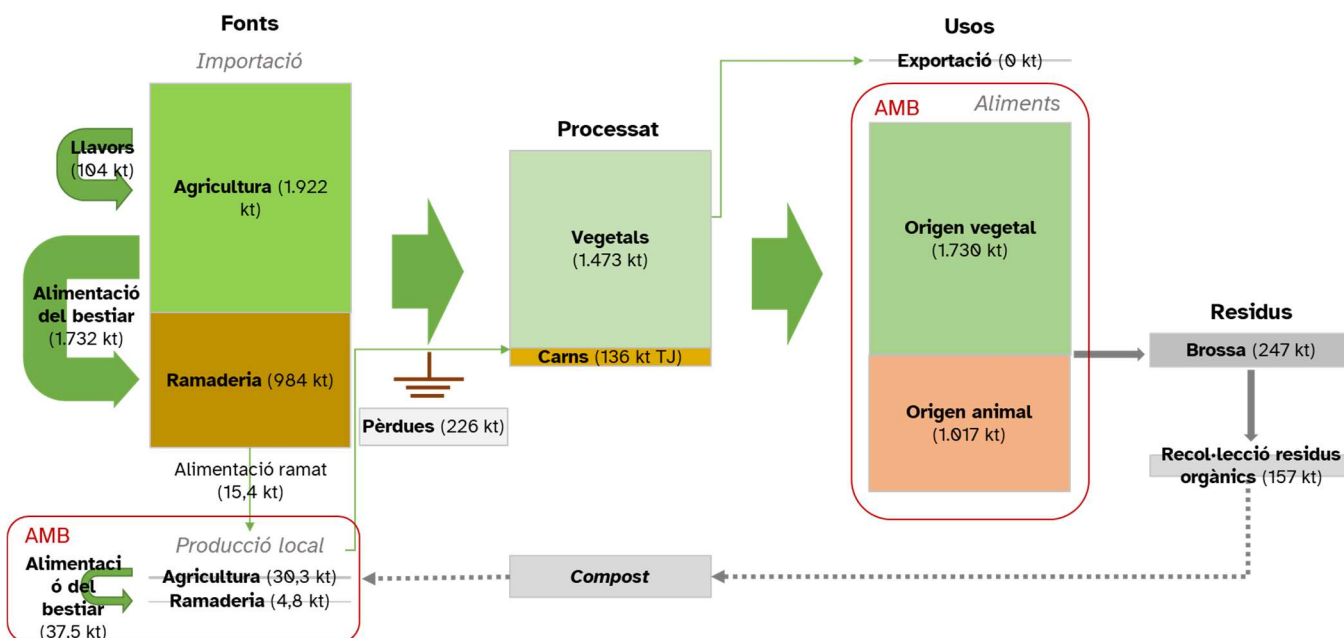 Fonts
Importació
Llavors
(104 kt)
Agricultura (1.922
kt)
Alimentació
del bestiar
(1.732 kt)
Ramaderia (984 kt)
Alimentació ramat
(15,4 kt)
AMB
Producció local
Alimentaci
ó del
bestiar
(37,5 kt)
Agricultura (30,3 kt)
Ramaderia (4,8 kt)
Processat
Vegetals
(1.473 kt)
Carns (136 kt TJ)
Pèrdues (226 kt)
Compost
Usos
Exportació (0 kt)
AMB
Aliments
Origen vegetal
(1.730 kt)
Origen animal
(1.017 kt)
Residus
Brossa (247 kt)
Recol·lecció residus
orgànics (157 kt)